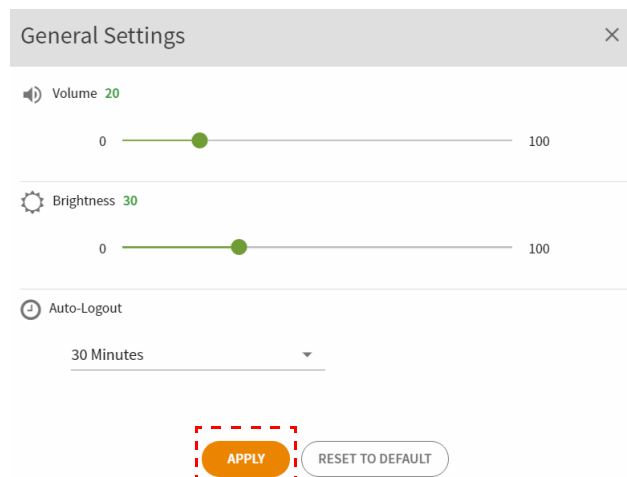 General Settings
Volume 20
0 100
Brightness 30
0 100
Auto-Logout
30 Minutes
APPLY RESET TO DEFAULT